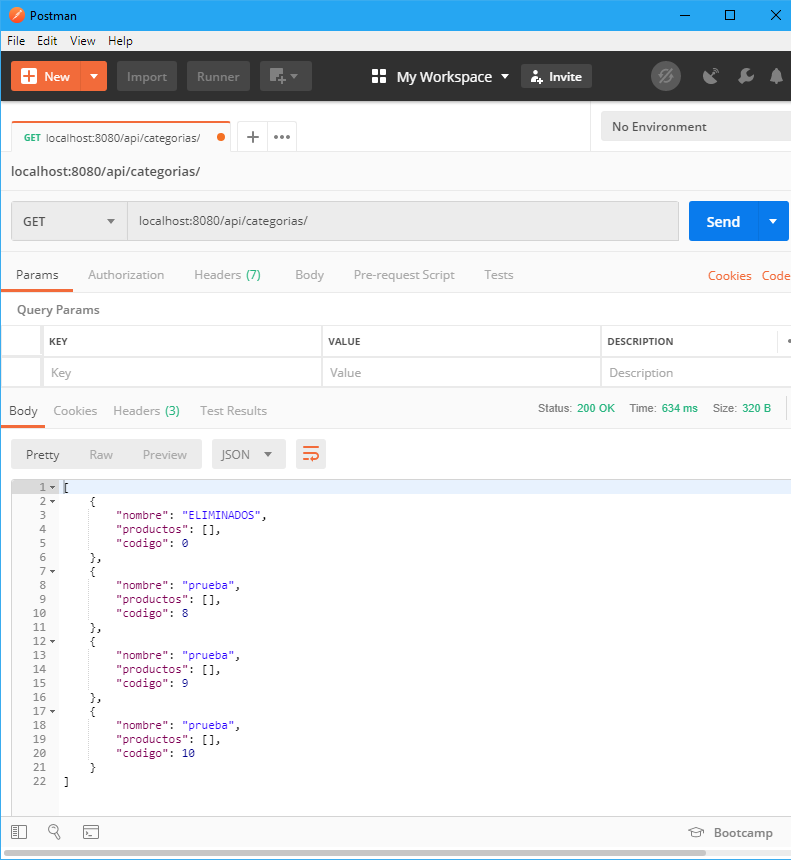 Postman
File Edit View Help
New Import Runner My Workspace Invite
GET localhost:8080/api/categorias/ No Environment
localhost:8080/api/categorias/
GET localhost:8080/api/categorias/ Send
Params Authorization Headers (7) Body Pre-request Script Tests Cookies Code
Query Params
KEY VALUE DESCRIPTION
Key Value Description
Body Cookies Headers (3) Test Results Status: 200 OK Time: 634 ms Size: 320 B
Pretty Raw Preview JSON
1 [
2 {
3 "nombre": "ELIMINADOS",
4 "productos": [],
5 "codigo": 0
6 },
7 {
8 "nombre": "prueba",
9 "productos": [],
10 "codigo": 8
11 },
12 {
13 "nombre": "prueba",
14 "productos": [],
15 "codigo": 9
16 },
17 {
18 "nombre": "prueba",
19 "productos": [],
20 "codigo": 10
21 }
22 ]
Bootcamp